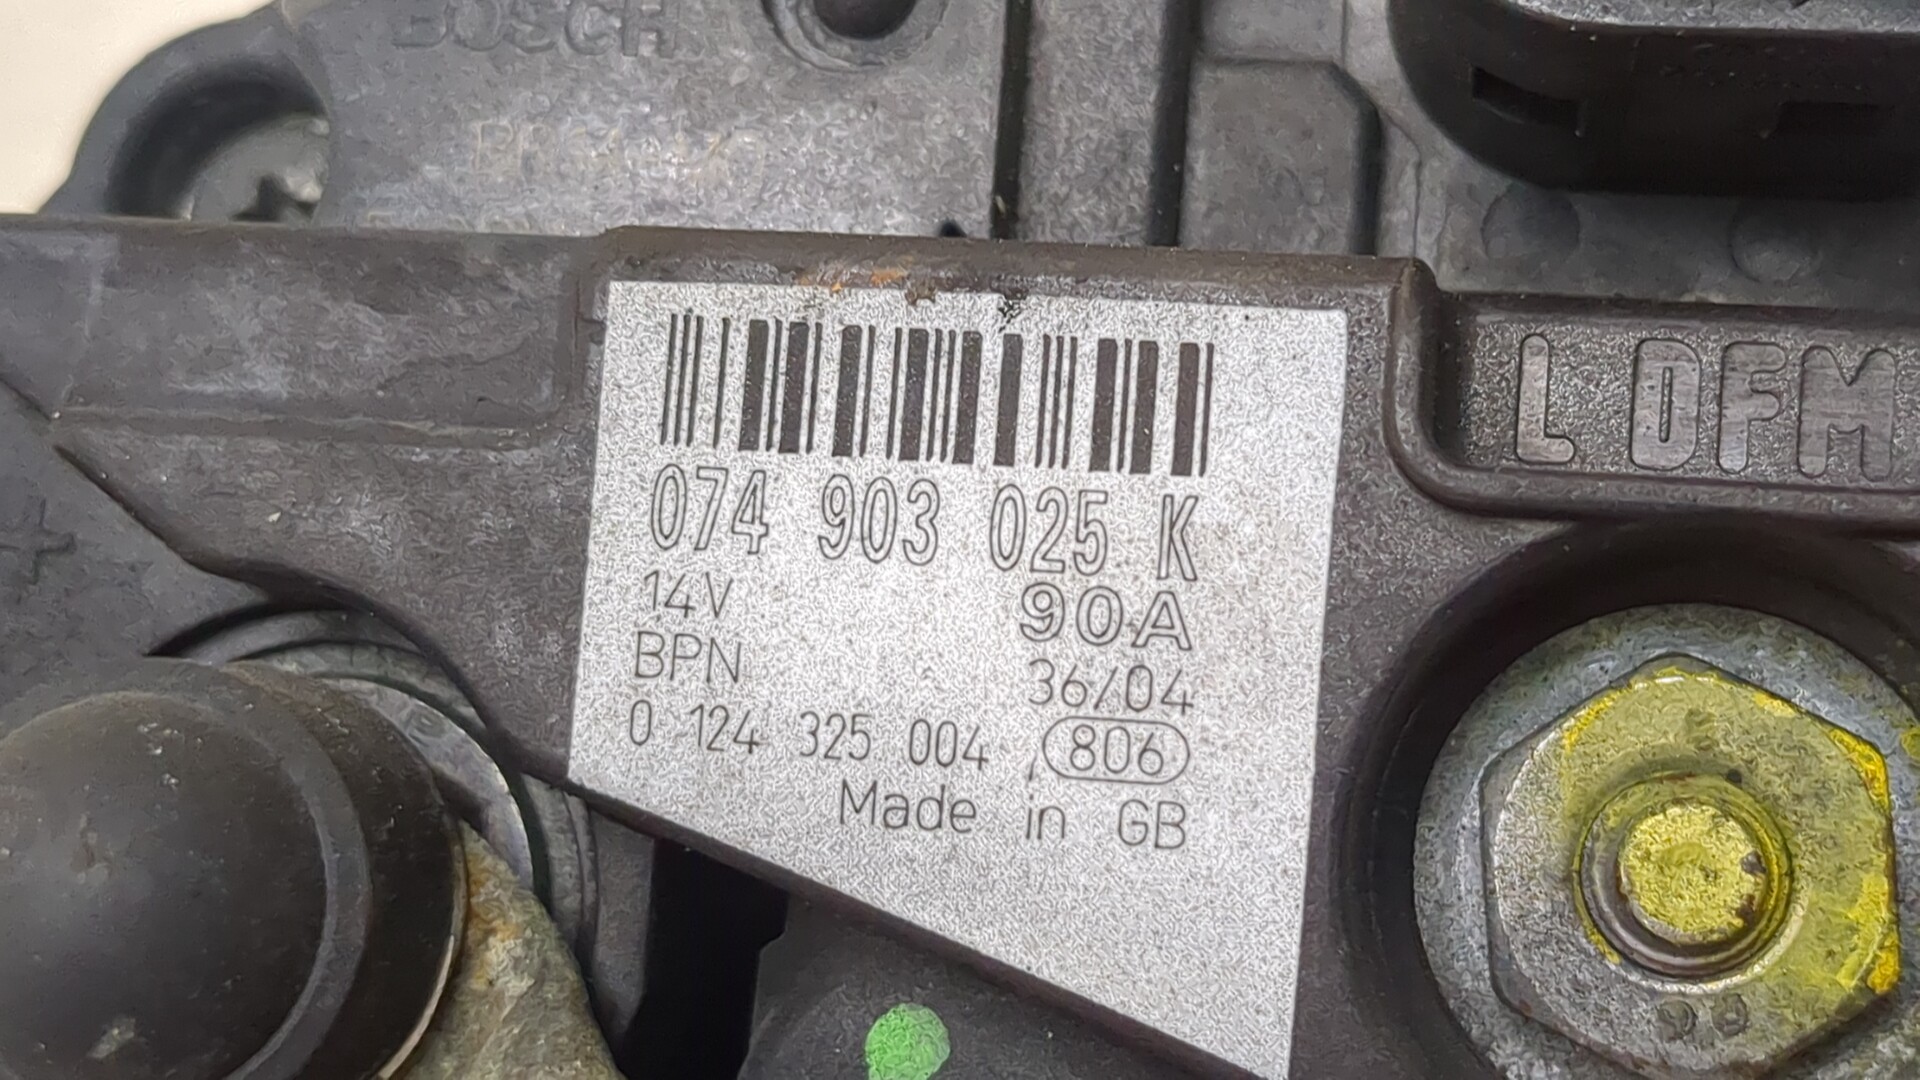 BOSCH
L DFM
074 903 025 K
14V 90A
BPN 36/04
0 124 325 004 806
Made in GB